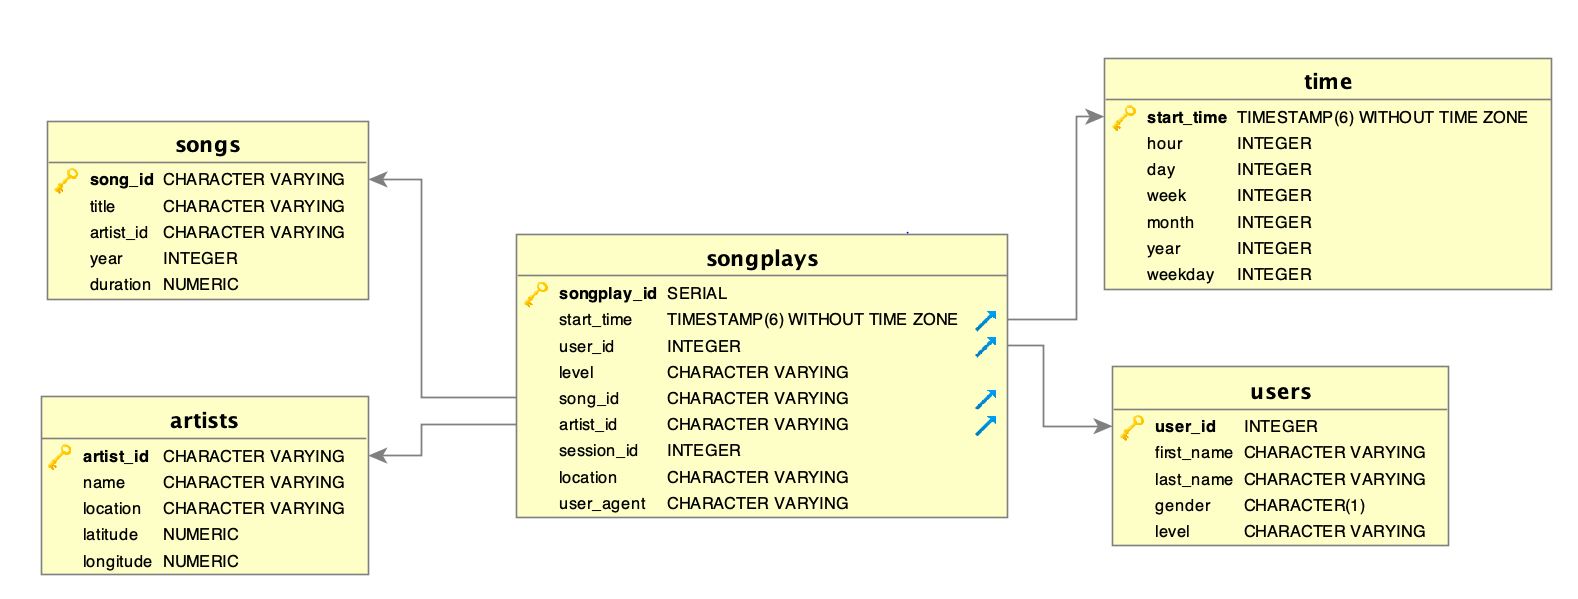 songs
song_id CHARACTER VARYING
title CHARACTER VARYING
artist_id CHARACTER VARYING
year INTEGER
duration NUMERIC
artists
artist_id CHARACTER VARYING
name CHARACTER VARYING
location CHARACTER VARYING
latitude NUMERIC
longitude NUMERIC
songplays
songplay_id SERIAL
start_time TIMESTAMP(6) WITHOUT TIME ZONE
user_id INTEGER
level CHARACTER VARYING
song_id CHARACTER VARYING
artist_id CHARACTER VARYING
session_id INTEGER
location CHARACTER VARYING
user_agent CHARACTER VARYING
time
start_time TIMESTAMP(6) WITHOUT TIME ZONE
hour INTEGER
day INTEGER
week INTEGER
month INTEGER
year INTEGER
weekday INTEGER
users
user_id INTEGER
first_name CHARACTER VARYING
last_name CHARACTER VARYING
gender CHARACTER(1)
level CHARACTER VARYING